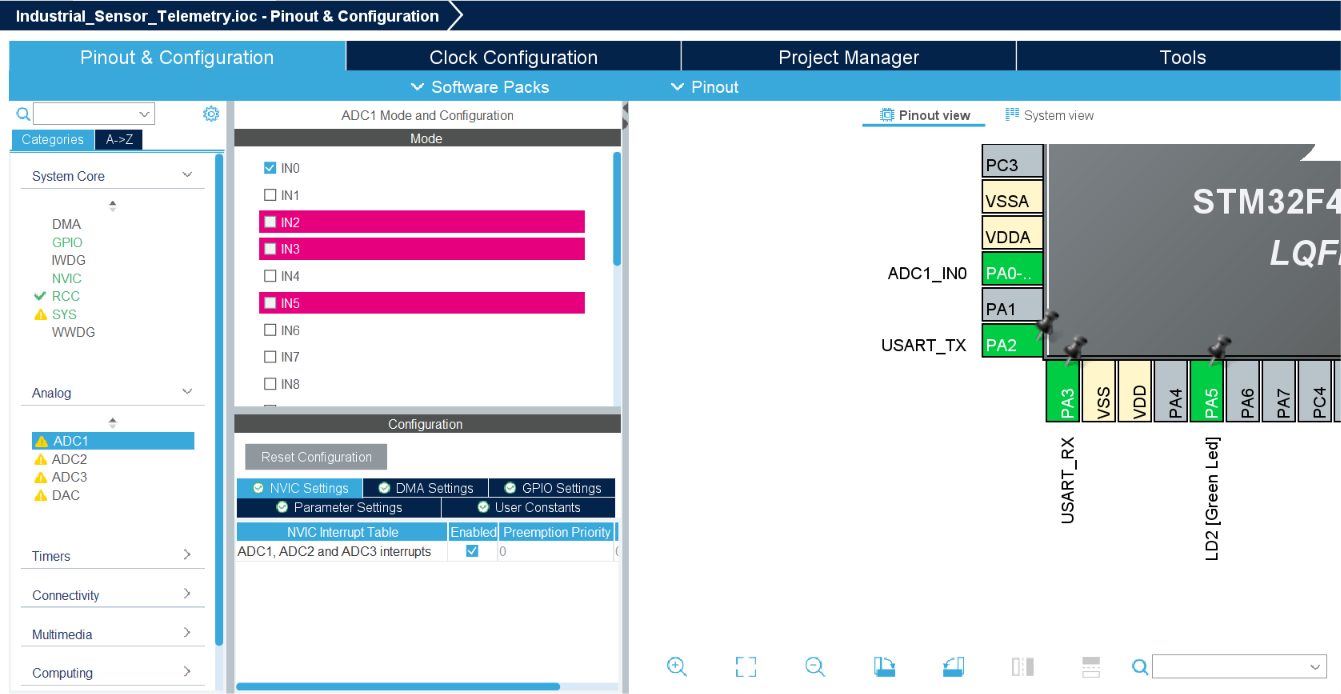 Industrial_Sensor_Telemetry.ioc - Pinout & Configuration
Pinout & Configuration
Clock Configuration
Project Manager
Tools
Software Packs
Pinout
Categories
A->Z
System Core
DMA
GPIO
IWDG
NVIC
RCC
SYS
WWDG
Analog
ADC1
ADC2
ADC3
DAC
Timers
Connectivity
Multimedia
Computing
ADC1 Mode and Configuration
Mode
IN0
IN1
IN2
IN3
IN4
IN5
IN6
IN7
IN8
Configuration
Reset Configuration
NVIC Settings
DMA Settings
GPIO Settings
Parameter Settings
User Constants
NVIC Interrupt Table
Enabled
Preemption Priority
ADC1, ADC2 and ADC3 interrupts
0
Pinout view
System view
PC3
VSSA
VDDA
ADC1_IN0
PA0-..
PA1
USART_TX
PA2
STM32F4
LQF
PA3
VSS
VDD
PA4
PA5
PA6
PA7
PC4
USART_RX
LD2 [Green Led]